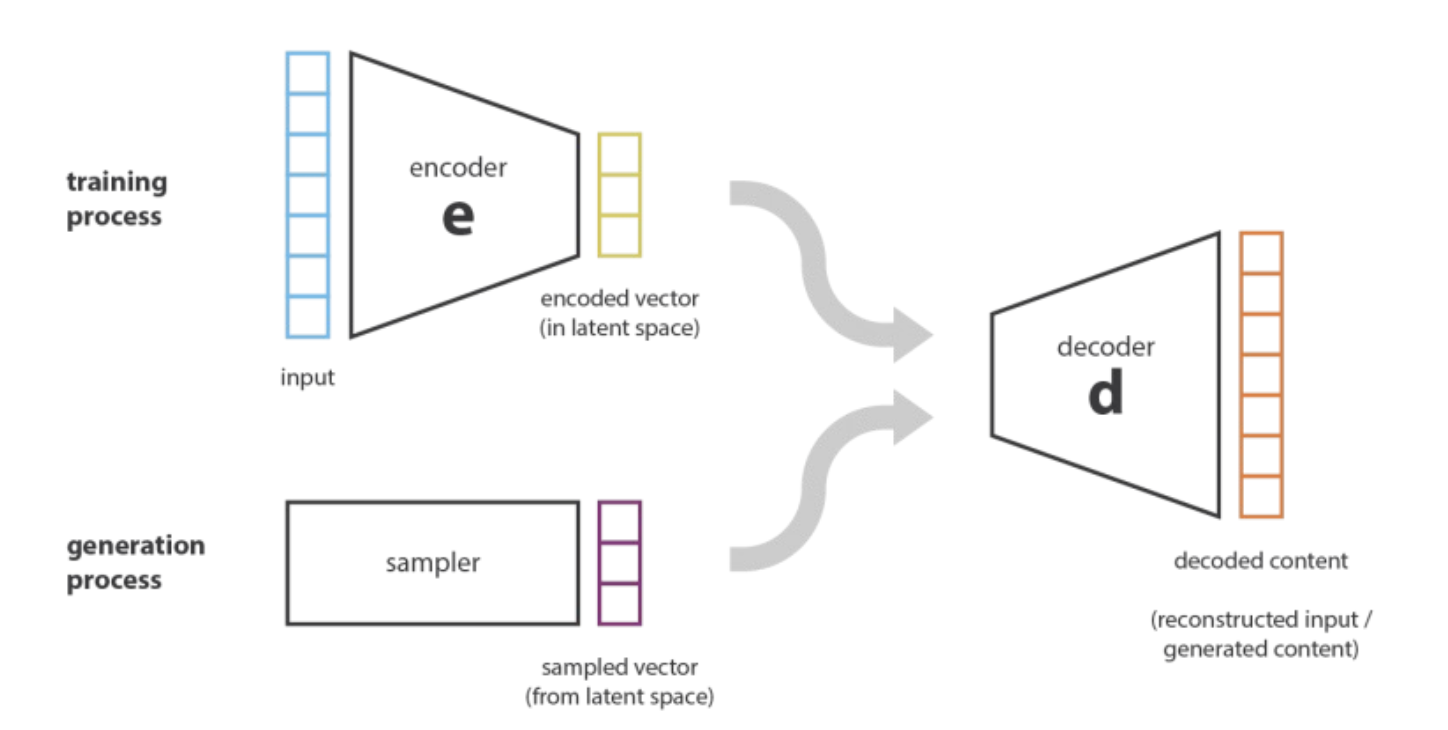 training
process
encoder
e
encoded vector
(in latent space)
input
decoder
d
generation
process
sampler
sampled vector
(from latent space)
decoded content
(reconstructed input /
generated content)